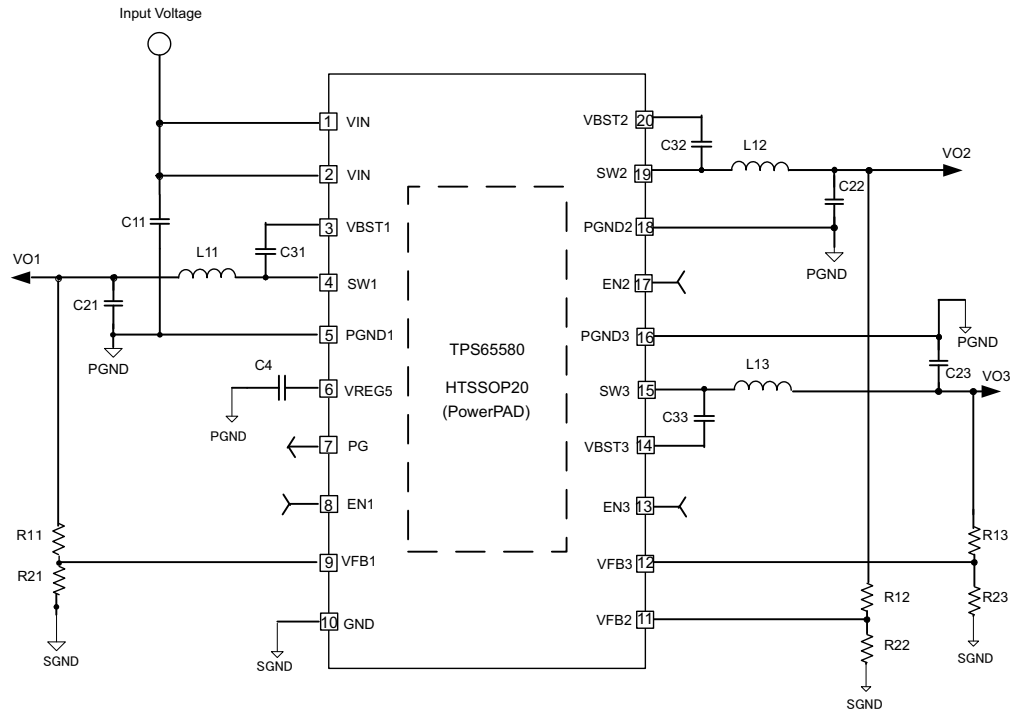 Input Voltage
1
VIN
2
VIN
3
VBST1
4
SW1
5
PGND1
6
VREG5
7
PG
8
EN1
9
VFB1
10
GND
C11
C31
L11
VO1
C21
PGND
C4
PGND
R11
R21
SGND
SGND
TPS65580
HTSSOP20
(PowerPAD)
VBST2
20
SW2
19
PGND2
18
EN2
17
PGND3
16
SW3
15
VBST3
14
EN3
13
VFB3
12
VFB2
11
C32
L12
VO2
C22
PGND
PGND
L13
C23
VO3
C33
R13
R12
R23
R22
SGND
SGND